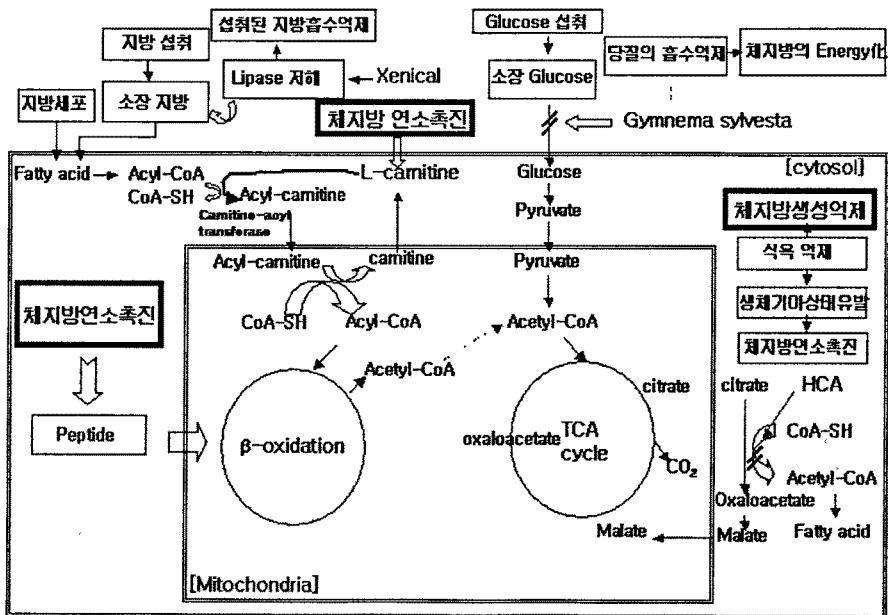 섭취된 지방흡수억제
지방 섭취
Lipase 저해
Xenical
지방세포
소장 지방
체지방 연소촉진
Glucose 섭취
소장 Glucose
당질의 흡수억제
체지방의 Energy화
Gymnema sylvesta
[cytosol]
Fatty acid
Acyl-CoA
CoA-SH
Acyl-carnitine
L-carnitine
Carnitine-acyl
transferase
Glucose
Pyruvate
체지방생성억제
식욕 억제
생체기아상태유발
체지방연소촉진
Acyl-carnitine
carnitine
CoA-SH
Acyl-CoA
Acetyl-CoA
Pyruvate
Acetyl-CoA
체지방연소촉진
Peptide
β-oxidation
citrate
oxaloacetate
TCA
cycle
CO₂
citrate
HCA
CoA-SH
Acetyl-CoA
Oxaloacetate
Malate
Malate
Fatty acid
[Mitochondria]